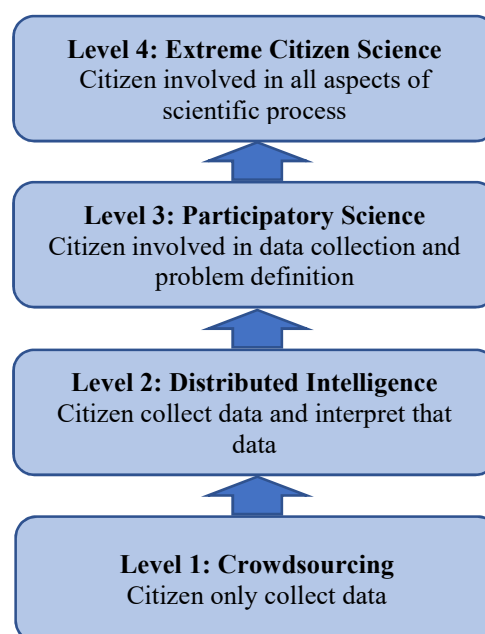 Level 4: Extreme Citizen Science
Citizen involved in all aspects of
scientific process
Level 3: Participatory Science
Citizen involved in data collection and
problem definition
Level 2: Distributed Intelligence
Citizen collect data and interpret that
data
Level 1: Crowdsourcing
Citizen only collect data